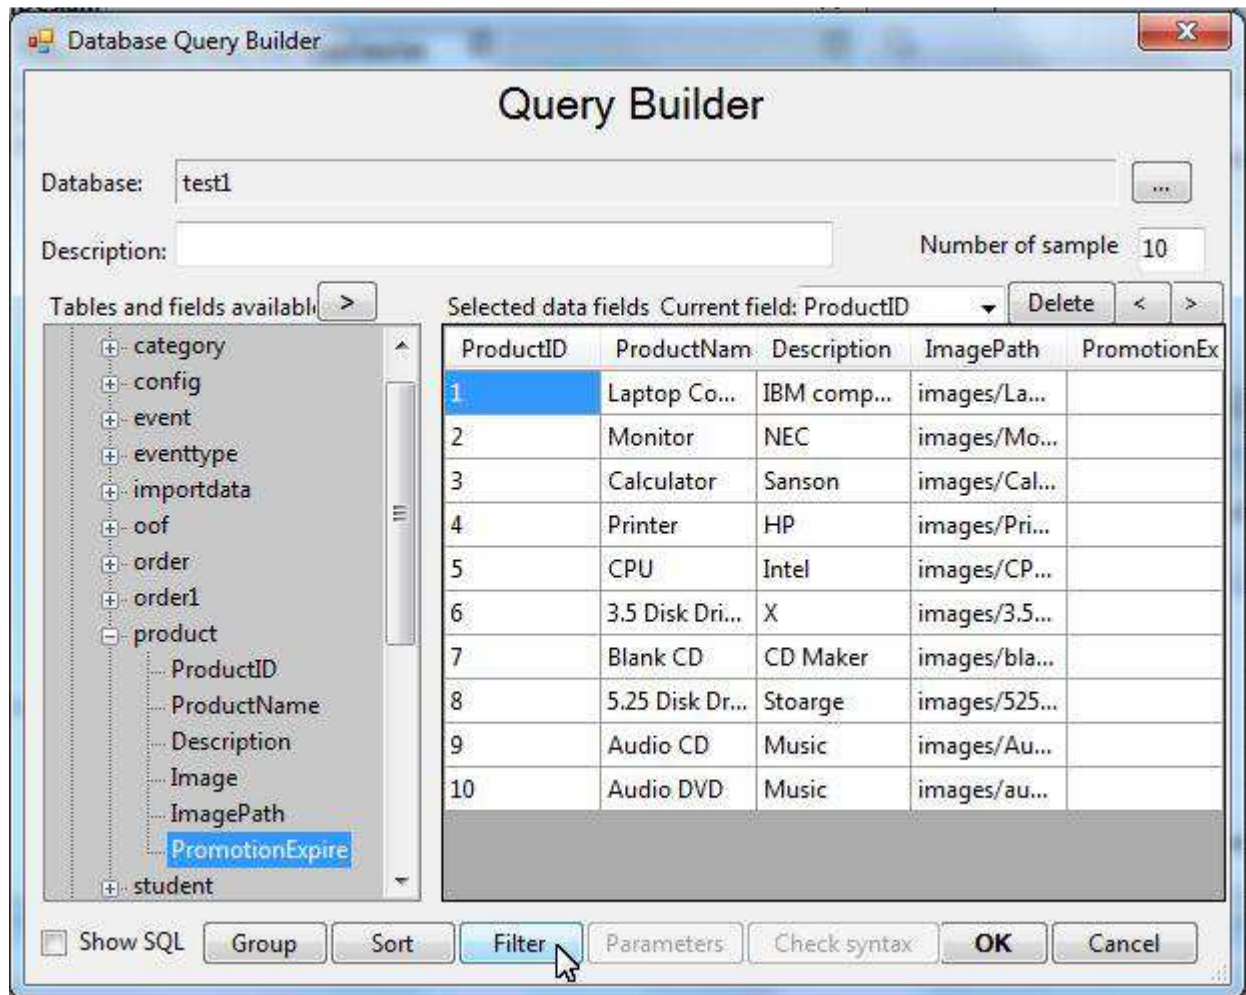 Database Query Builder
Query Builder
Database: test1 ...
Description: Number of sample 10
Tables and fields availabl > Selected data fields Current field: ProductID Delete < >
category
config
event
eventtype
importdata
oof
order
order1
product
ProductID
ProductName
Description
Image
ImagePath
PromotionExpire
student
ProductID ProductNam Description ImagePath PromotionEx
1 Laptop Co... IBM comp... images/La...
2 Monitor NEC images/Mo...
3 Calculator Sanson images/Cal...
4 Printer HP images/Pri...
5 CPU Intel images/CP...
6 3.5 Disk Dri... X images/3.5...
7 Blank CD CD Maker images/bla...
8 5.25 Disk Dr... Stoarge images/525...
9 Audio CD Music images/Au...
10 Audio DVD Music images/au...
Show SQL Group Sort Filter Parameters Check syntax OK Cancel